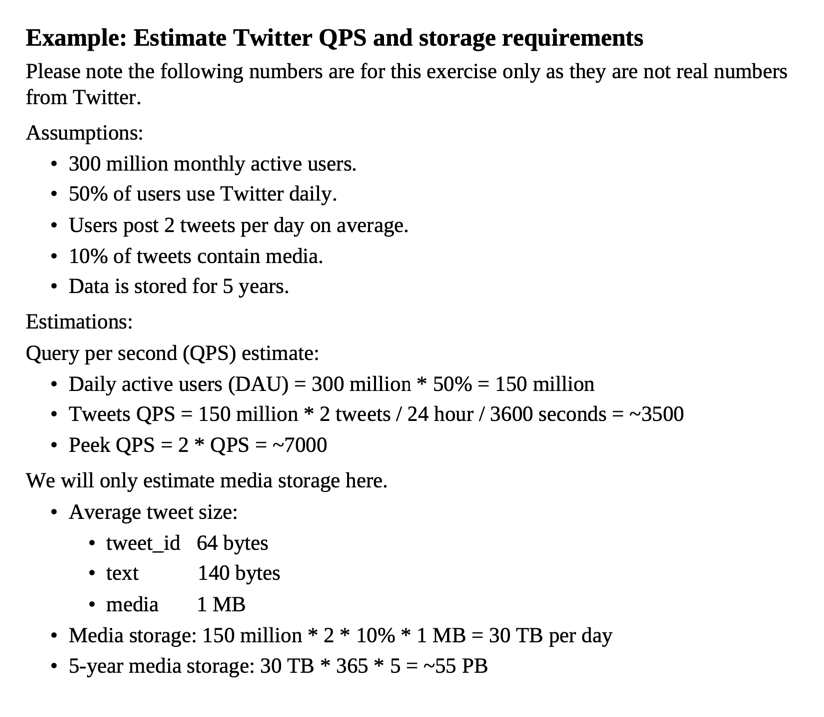 Example: Estimate Twitter QPS and storage requirements
Please note the following numbers are for this exercise only as they are not real numbers
from Twitter.
Assumptions:
• 300 million monthly active users.
• 50% of users use Twitter daily.
• Users post 2 tweets per day on average.
• 10% of tweets contain media.
• Data is stored for 5 years.
Estimations:
Query per second (QPS) estimate:
• Daily active users (DAU) = 300 million * 50% = 150 million
• Tweets QPS = 150 million * 2 tweets / 24 hour / 3600 seconds = ~3500
• Peek QPS = 2 * QPS = ~7000
We will only estimate media storage here.
• Average tweet size:
• tweet_id 64 bytes
• text 140 bytes
• media 1 MB
• Media storage: 150 million * 2 * 10% * 1 MB = 30 TB per day
• 5-year media storage: 30 TB * 365 * 5 = ~55 PB